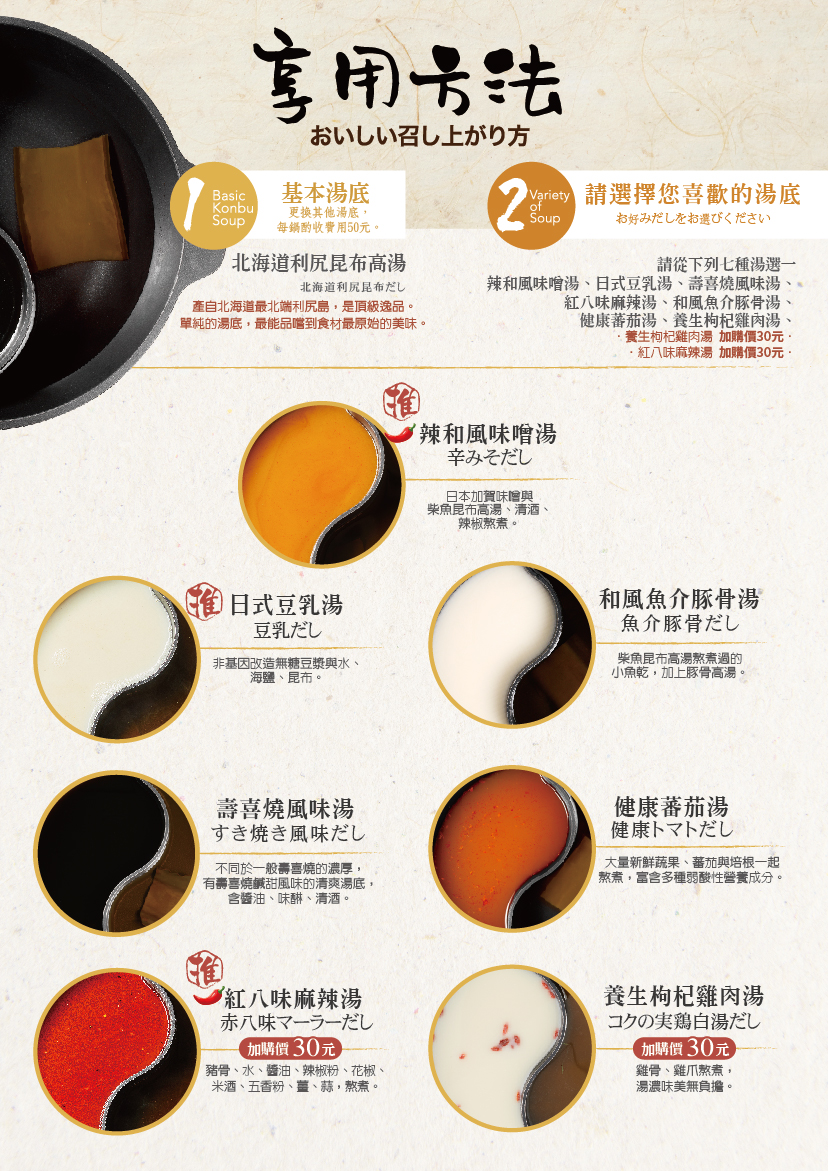 享用方法
おいしい召し上がり方
1 Basic
Konbu
Soup
基本湯底
更換其他湯底，
每鍋酌收費用50元。
北海道利尻昆布高湯
北海道利尻昆布だし
產自北海道最北端利尻島，是頂級逸品。
單純的湯底，最能品嚐到食材最原始的美味。
2 Variety
of
Soup
請選擇您喜歡的湯底
お好みだしをお選びください
請從下列七種湯選一
辣和風味噌湯、日式豆乳湯、壽喜燒風味湯、
紅八味麻辣湯、和風魚介豚骨湯、
健康蕃茄湯、養生枸杞雞肉湯、
·養生枸杞雞肉湯 加購價30元·
·紅八味麻辣湯 加購價30元·
推
辣和風味噌湯
辛みそだし
日本加賀味噌與
柴魚昆布高湯、清酒、
辣椒熬煮。
推
日式豆乳湯
豆乳だし
非基因改造無糖豆漿與水、
海鹽、昆布。
和風魚介豚骨湯
魚介豚骨だし
柴魚昆布高湯熬煮過的
小魚乾，加上豚骨高湯。
壽喜燒風味湯
すき焼き風味だし
不同於一般壽喜燒的濃厚，
有壽喜燒鹹甜風味的清爽湯底，
含醬油、味醂、清酒。
健康蕃茄湯
健康トマトだし
大量新鮮蔬果、蕃茄與培根一起
熬煮，富含多種弱酸性營養成分。
推
紅八味麻辣湯
赤八味マーラーだし
加購價30元
豬骨、水、醬油、辣椒粉、花椒、
米酒、五香粉、薑、蒜，熬煮。
養生枸杞雞肉湯
コクの実鶏白湯だし
加購價30元
雞骨、雞爪熬煮，
湯濃味美無負擔。